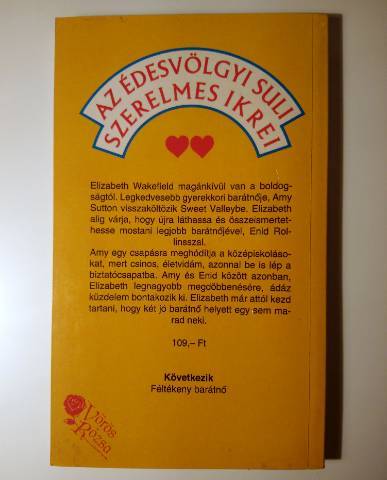 AZ ÉDESVÖLGYI SULI
SZERELMES IKREI
Elizabeth Wakefield magánkívül van a boldog-
ságtól. Legkedvesebb gyerekkori barátnője, Amy
Sutton visszaköltözik Sweet Valleybe. Elizabeth
alig várja, hogy újra láthassa és összeismertet-
hesse mostani legjobb barátnőjével, Enid Rol-
linsszal.
Amy egy csapásra meghódítja a középiskoláso-
kat, mert csinos, életvidám, azonnal be is lép a
biztatócsapatba. Amy és Enid között azonban,
Elizabeth legnagyobb megdöbbenésére, ádáz
küzdelem bontakozik ki. Elizabeth már attól kezd
tartani, hogy két jó barátnő helyett egy sem ma-
rad neki.
109,– Ft
Következik
Féltékeny barátnő
Vörös
Rózsa